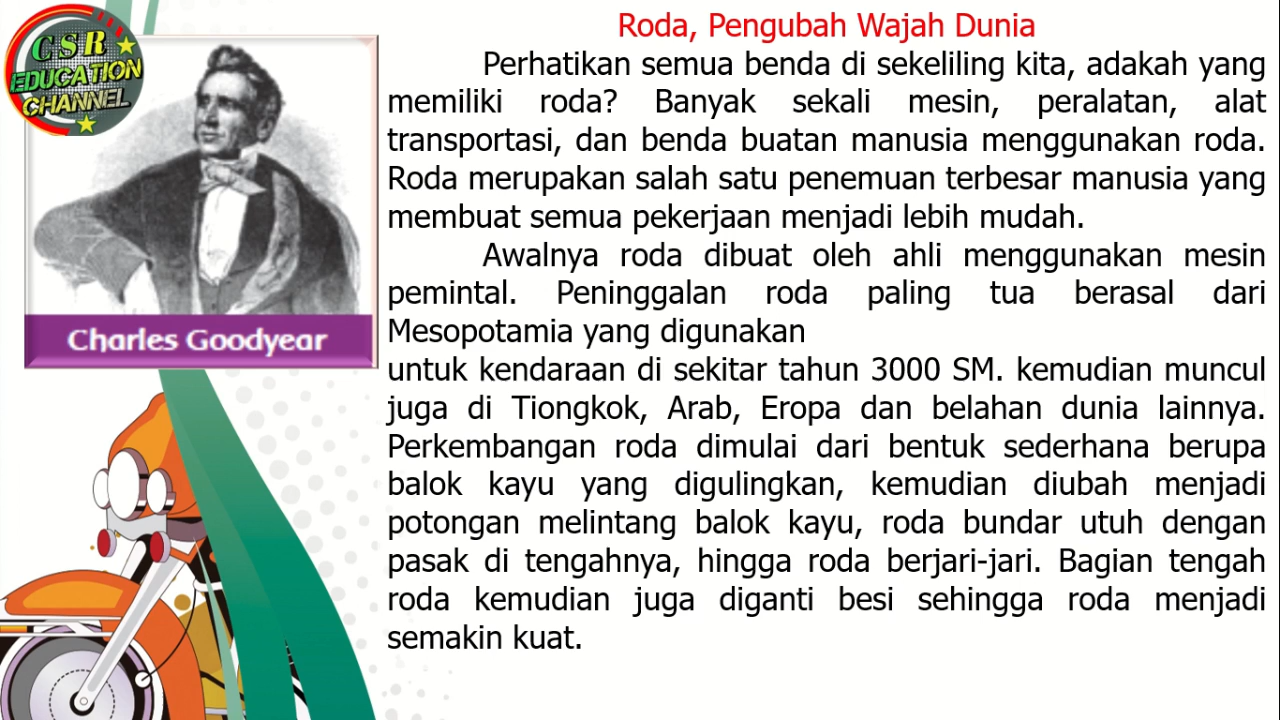 C S R
EDUCATION
CHANNEL
Charles Goodyear
Roda, Pengubah Wajah Dunia
Perhatikan semua benda di sekeliling kita, adakah yang
memiliki roda? Banyak sekali mesin, peralatan, alat
transportasi, dan benda buatan manusia menggunakan roda.
Roda merupakan salah satu penemuan terbesar manusia yang
membuat semua pekerjaan menjadi lebih mudah.
Awalnya roda dibuat oleh ahli menggunakan mesin
pemintal. Peninggalan roda paling tua berasal dari
Mesopotamia yang digunakan
untuk kendaraan di sekitar tahun 3000 SM. kemudian muncul
juga di Tiongkok, Arab, Eropa dan belahan dunia lainnya.
Perkembangan roda dimulai dari bentuk sederhana berupa
balok kayu yang digulingkan, kemudian diubah menjadi
potongan melintang balok kayu, roda bundar utuh dengan
pasak di tengahnya, hingga roda berjari-jari. Bagian tengah
roda kemudian juga diganti besi sehingga roda menjadi
semakin kuat.